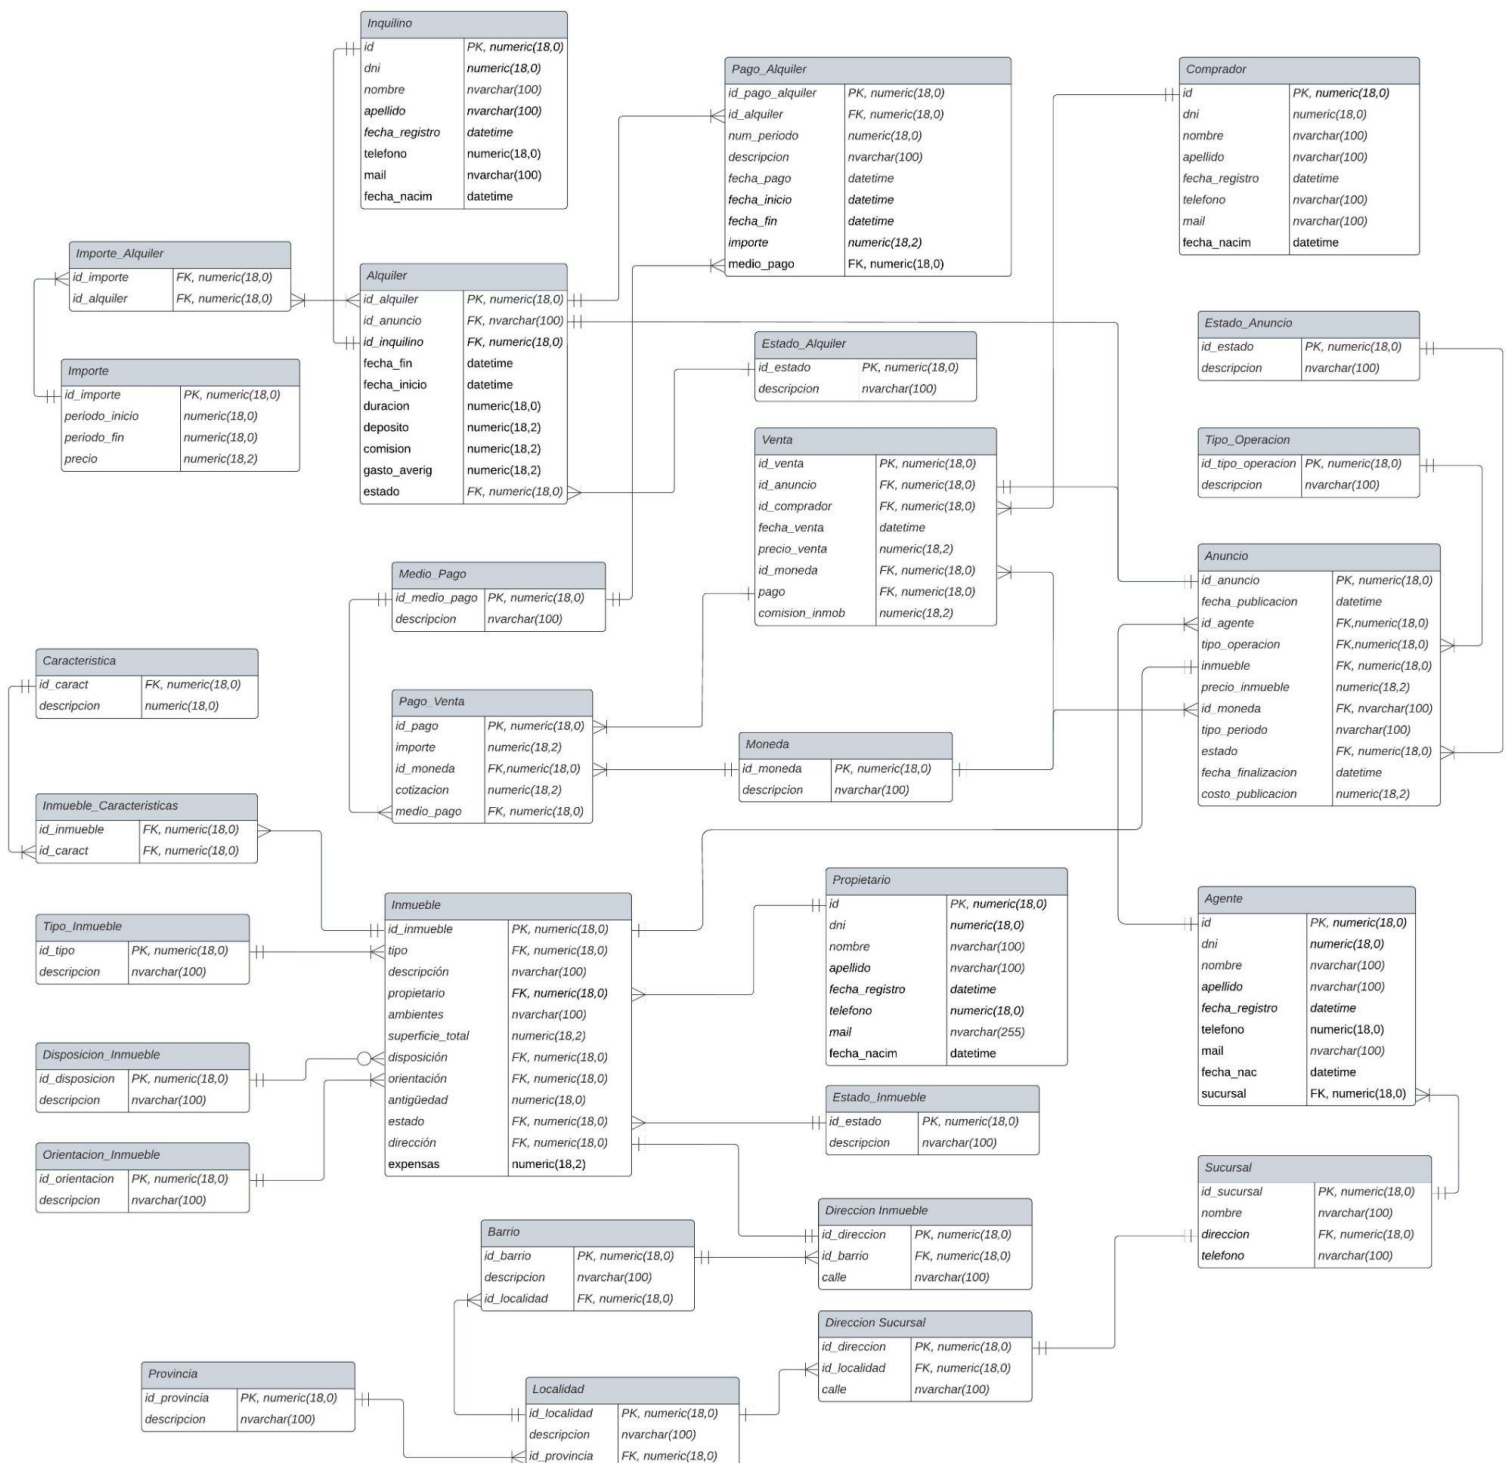 Inquilino
id PK, numeric(18,0)
dni numeric(18,0)
nombre nvarchar(100)
apellido nvarchar(100)
fecha_registro datetime
telefono numeric(18,0)
mail nvarchar(100)
fecha_nacim datetime
Pago_Alquiler
id_pago_alquiler PK, numeric(18,0)
id_alquiler FK, numeric(18,0)
num_periodo numeric(18,0)
descripcion nvarchar(100)
fecha_pago datetime
fecha_inicio datetime
fecha_fin datetime
importe numeric(18,2)
medio_pago FK, numeric(18,0)
Comprador
id PK, numeric(18,0)
dni numeric(18,0)
nombre nvarchar(100)
apellido nvarchar(100)
fecha_registro datetime
telefono nvarchar(100)
mail nvarchar(100)
fecha_nacim datetime
Importe_Alquiler
id_importe FK, numeric(18,0)
id_alquiler FK, numeric(18,0)
Alquiler
id_alquiler PK, numeric(18,0)
id_anuncio FK, nvarchar(100)
id_inquilino FK, numeric(18,0)
fecha_fin datetime
fecha_inicio datetime
duracion numeric(18,0)
deposito numeric(18,2)
comision numeric(18,2)
gasto_averig numeric(18,2)
estado FK, numeric(18,0)
Importe
id_importe PK, numeric(18,0)
periodo_inicio numeric(18,0)
periodo_fin numeric(18,0)
precio numeric(18,2)
Estado_Alquiler
id_estado PK, numeric(18,0)
descripcion nvarchar(100)
Estado_Anuncio
id_estado PK, numeric(18,0)
descripcion nvarchar(100)
Venta
id_venta PK, numeric(18,0)
id_anuncio FK, numeric(18,0)
id_comprador FK, numeric(18,0)
fecha_venta datetime
precio_venta numeric(18,2)
id_moneda FK, numeric(18,0)
pago FK, numeric(18,0)
comision_inmob numeric(18,2)
Tipo_Operacion
id_tipo_operacion PK, numeric(18,0)
descripcion nvarchar(100)
Medio_Pago
id_medio_pago PK, numeric(18,0)
descripcion nvarchar(100)
Anuncio
id_anuncio PK, numeric(18,0)
fecha_publicacion datetime
id_agente FK,numeric(18,0)
tipo_operacion FK,numeric(18,0)
inmueble FK, numeric(18,0)
precio_inmueble numeric(18,2)
id_moneda FK, nvarchar(100)
tipo_periodo nvarchar(100)
estado FK, numeric(18,0)
fecha_finalizacion datetime
costo_publicacion numeric(18,2)
Caracteristica
id_caract FK, numeric(18,0)
descripcion numeric(18,0)
Pago_Venta
id_pago PK, numeric(18,0)
importe numeric(18,2)
id_moneda FK,numeric(18,0)
cotizacion numeric(18,2)
medio_pago FK, numeric(18,0)
Moneda
id_moneda PK, numeric(18,0)
descripcion nvarchar(100)
Inmueble_Caracteristicas
id_inmueble FK, numeric(18,0)
id_caract FK, numeric(18,0)
Inmueble
id_inmueble PK, numeric(18,0)
tipo FK, numeric(18,0)
descripción nvarchar(100)
propietario FK, numeric(18,0)
ambientes nvarchar(100)
superficie_total numeric(18,2)
disposición FK, numeric(18,0)
orientación FK, numeric(18,0)
antigüedad numeric(18,0)
estado FK, numeric(18,0)
dirección FK, numeric(18,0)
expensas numeric(18,2)
Propietario
id PK, numeric(18,0)
dni numeric(18,0)
nombre nvarchar(100)
apellido nvarchar(100)
fecha_registro datetime
telefono numeric(18,0)
mail nvarchar(255)
fecha_nacim datetime
Agente
id PK, numeric(18,0)
dni numeric(18,0)
nombre nvarchar(100)
apellido nvarchar(100)
fecha_registro datetime
telefono numeric(18,0)
mail nvarchar(100)
fecha_nac datetime
sucursal FK, numeric(18,0)
Tipo_Inmueble
id_tipo PK, numeric(18,0)
descripcion nvarchar(100)
Disposicion_Inmueble
id_disposicion PK, numeric(18,0)
descripcion nvarchar(100)
Orientacion_Inmueble
id_orientacion PK, numeric(18,0)
descripcion nvarchar(100)
Estado_Inmueble
id_estado PK, numeric(18,0)
descripcion nvarchar(100)
Sucursal
id_sucursal PK, numeric(18,0)
nombre nvarchar(100)
direccion FK, numeric(18,0)
telefono nvarchar(100)
Barrio
id_barrio PK, numeric(18,0)
descripcion nvarchar(100)
id_localidad FK, numeric(18,0)
Direccion Inmueble
id_direccion PK, numeric(18,0)
id_barrio FK, numeric(18,0)
calle nvarchar(100)
Direccion Sucursal
id_direccion PK, numeric(18,0)
id_localidad FK, numeric(18,0)
calle nvarchar(100)
Provincia
id_provincia PK, numeric(18,0)
descripcion nvarchar(100)
Localidad
id_localidad PK, numeric(18,0)
descripcion nvarchar(100)
id_provincia FK, numeric(18,0)